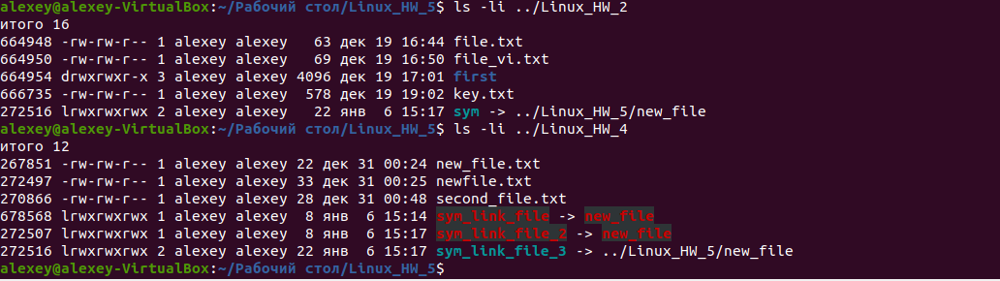 alexey@alexey-VirtualBox:~/Рабочий стол/Linux_HW_5$ ls -li ../Linux_HW_2
итого 16
664948 -rw-rw-r-- 1 alexey alexey   63 дек 19 16:44 file.txt
664950 -rw-rw-r-- 1 alexey alexey   69 дек 19 16:50 file_vi.txt
664954 drwxrwxr-x 3 alexey alexey 4096 дек 19 17:01 first
666735 -rw-rw-r-- 1 alexey alexey  578 дек 19 19:02 key.txt
272516 lrwxrwxrwx 2 alexey alexey   22 янв  6 15:17 sym -> ../Linux_HW_5/new_file
alexey@alexey-VirtualBox:~/Рабочий стол/Linux_HW_5$ ls -li ../Linux_HW_4
итого 12
267851 -rw-rw-r-- 1 alexey alexey 22 дек 31 00:24 new_file.txt
272497 -rw-rw-r-- 1 alexey alexey 33 дек 31 00:25 newfile.txt
270866 -rw-rw-r-- 1 alexey alexey 28 дек 31 00:48 second_file.txt
678568 lrwxrwxrwx 1 alexey alexey  8 янв  6 15:14 sym_link_file -> new_file
272507 lrwxrwxrwx 1 alexey alexey  8 янв  6 15:17 sym_link_file_2 -> new_file
272516 lrwxrwxrwx 2 alexey alexey 22 янв  6 15:17 sym_link_file_3 -> ../Linux_HW_5/new_file
alexey@alexey-VirtualBox:~/Рабочий стол/Linux_HW_5$